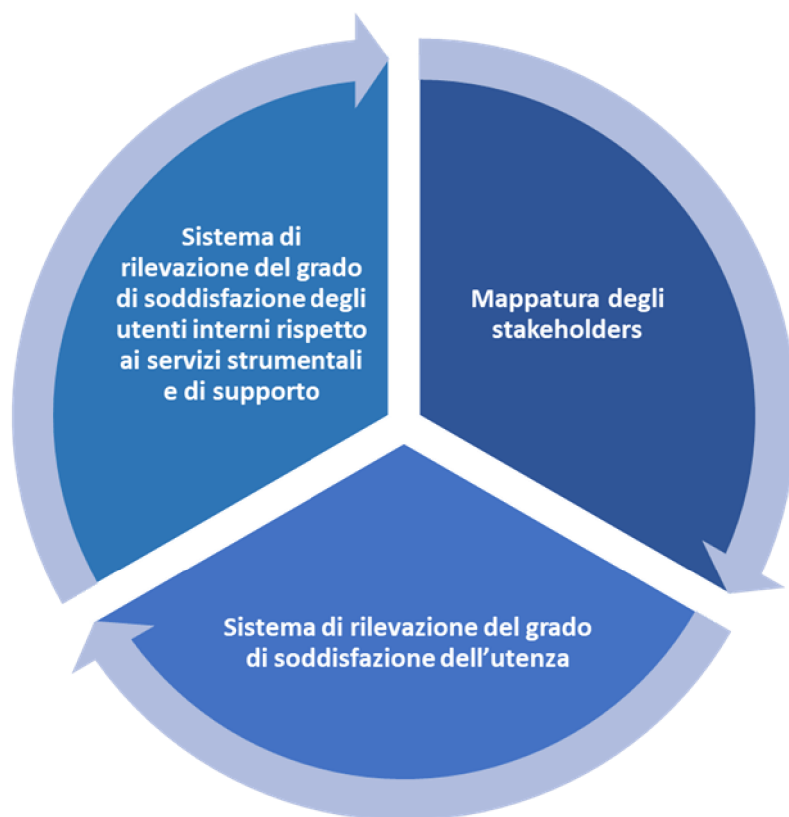 Sistema di
rilevazione del grado
di soddisfazione degli
utenti interni rispetto
ai servizi strumentali
e di supporto
Mappatura degli
stakeholders
Sistema di rilevazione del grado
di soddisfazione dell’utenza